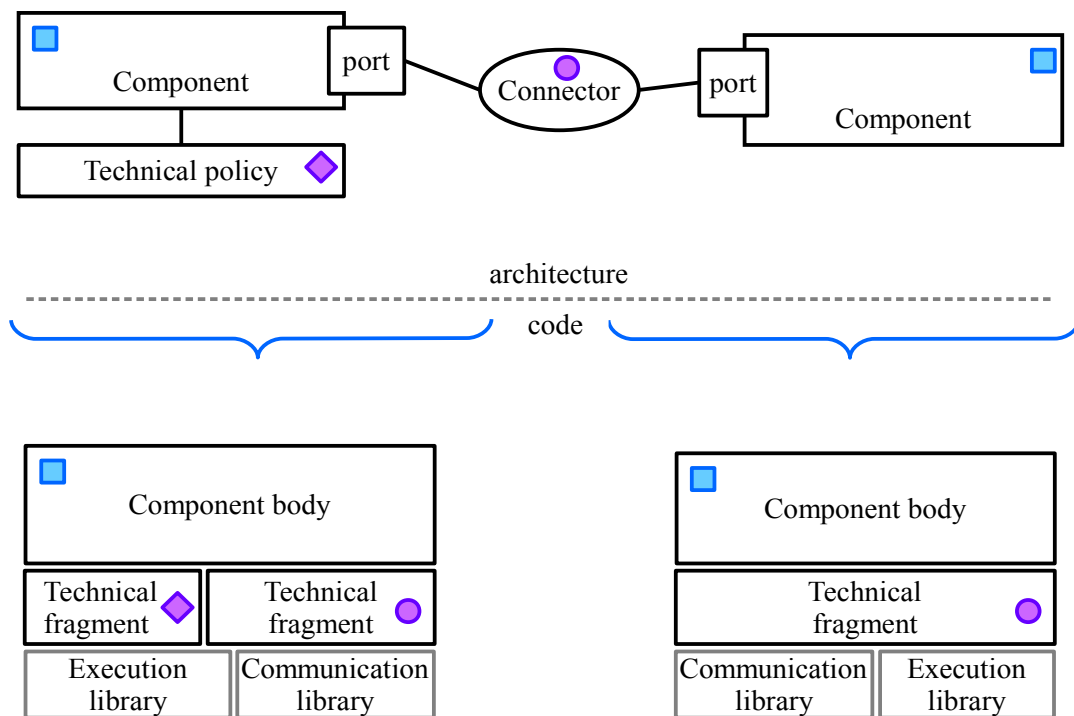 port
Component
Connector
port
Component
Technical policy
architecture
code
Component body
Component body
Technical
fragment
Technical
fragment
Technical
fragment
Execution
library
Communication
library
Communication
library
Execution
library